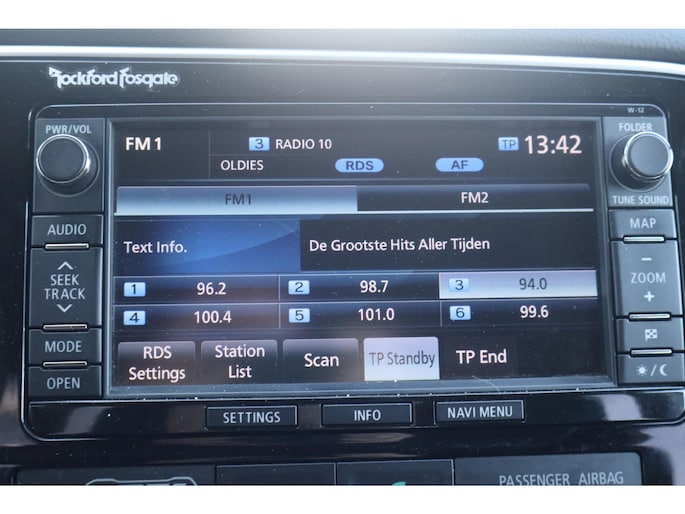 Rockford Fosgate
W-12
PWR/VOL
FOLDER
FM1 3 RADIO 10 TP 13:42
OLDIES RDS AF
TUNE SOUND
FM1 FM2
AUDIO
MAP
Text Info. De Grootste Hits Aller Tijden
SEEK
TRACK
−
ZOOM
+
1 96.2 2 98.7 3 94.0
4 100.4 5 101.0 6 99.6
MODE
OPEN
RDS
Settings
Station
List
Scan
TP Standby
TP End
SETTINGS INFO NAVI MENU
PASSENGER AIRBAG